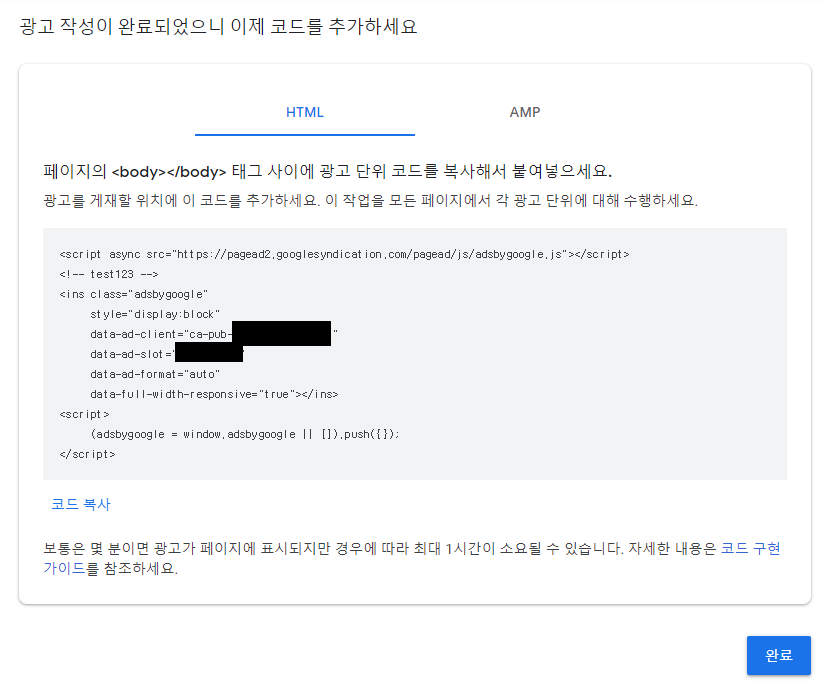 광고 작성이 완료되었으니 이제 코드를 추가하세요
HTML
AMP
페이지의 <body></body> 태그 사이에 광고 단위 코드를 복사해서 붙여넣으세요.
광고를 게재할 위치에 이 코드를 추가하세요. 이 작업을 모든 페이지에서 각 광고 단위에 대해 수행하세요.
<script async src="https://pagead2.googlesyndication.com/pagead/js/adsbygoogle.js"></script>
<!-- test123 -->
<ins class="adsbygoogle"
style="display:block"
data-ad-client="ca-pub-"
data-ad-slot="
data-ad-format="auto"
data-full-width-responsive="true"></ins>
<script>
(adsbygoogle = window.adsbygoogle || []).push({});
</script>
코드 복사
보통은 몇 분이면 광고가 페이지에 표시되지만 경우에 따라 최대 1시간이 소요될 수 있습니다. 자세한 내용은 코드 구현
가이드를 참조하세요.
완료